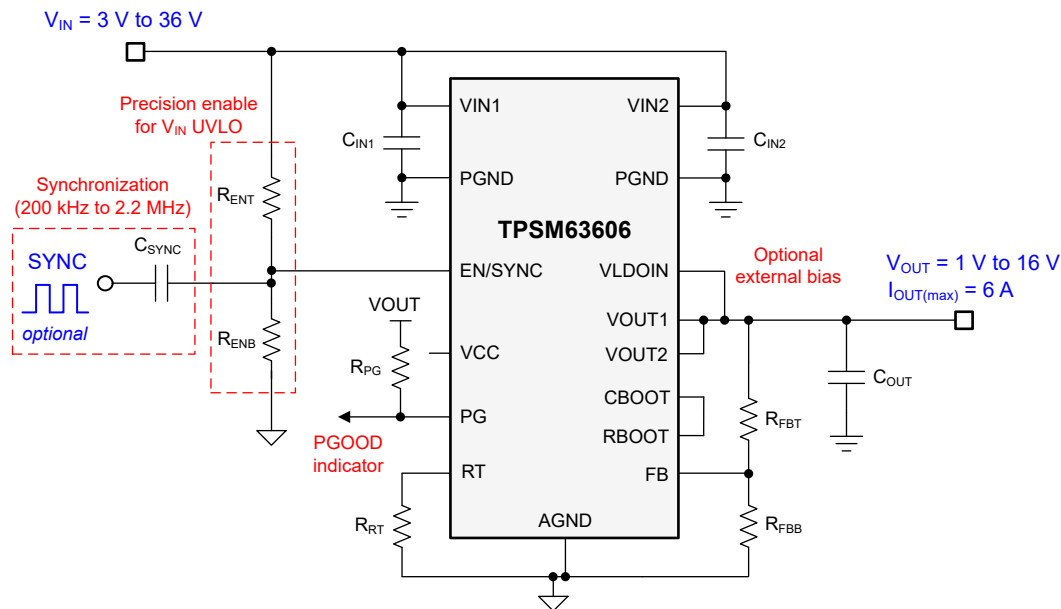 VIN = 3 V to 36 V
Precision enable
for VIN UVLO
Synchronization
(200 kHz to 2.2 MHz)
SYNC
optional
CSYNC
RENT
RENB
CIN1
VIN1
PGND
VIN2
PGND
CIN2
TPSM63606
EN/SYNC
VLDOIN
Optional
external bias
VOUT = 1 V to 16 V
IOUT(max) = 6 A
VOUT
RPG
VCC
PG
PGOOD
indicator
RT
RRT
VOUT1
VOUT2
CBOOT
RBOOT
FB
AGND
COUT
RFBT
RFBB